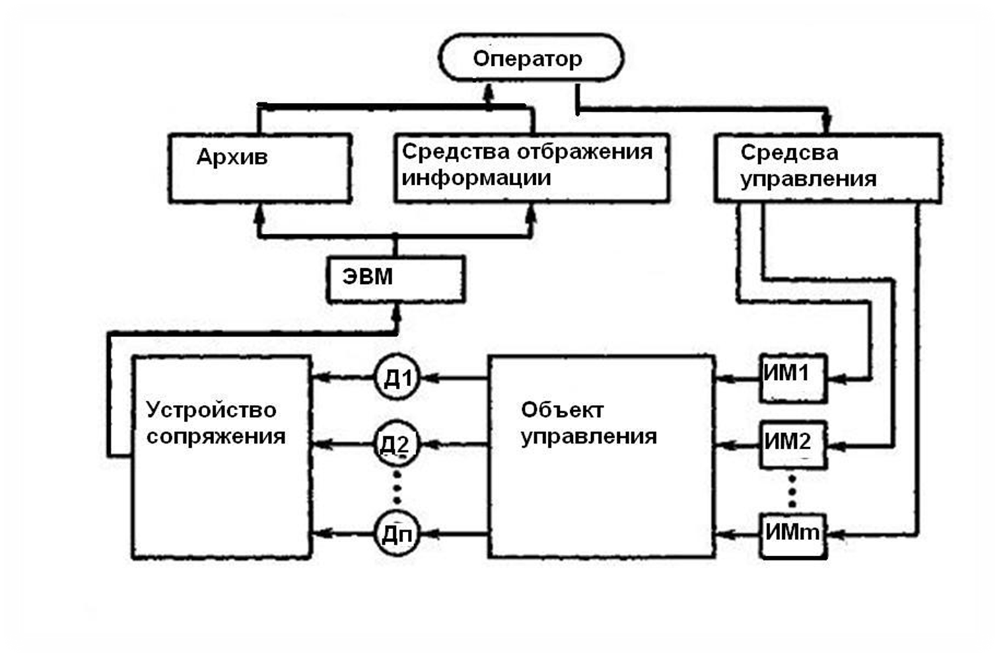 Оператор
Архив
Средства отбражения
информации
Средсва
управления
ЭВМ
Устройство
сопряжения
Д1
Д2
Дп
Объект
управления
ИМ1
ИМ2
ИМm